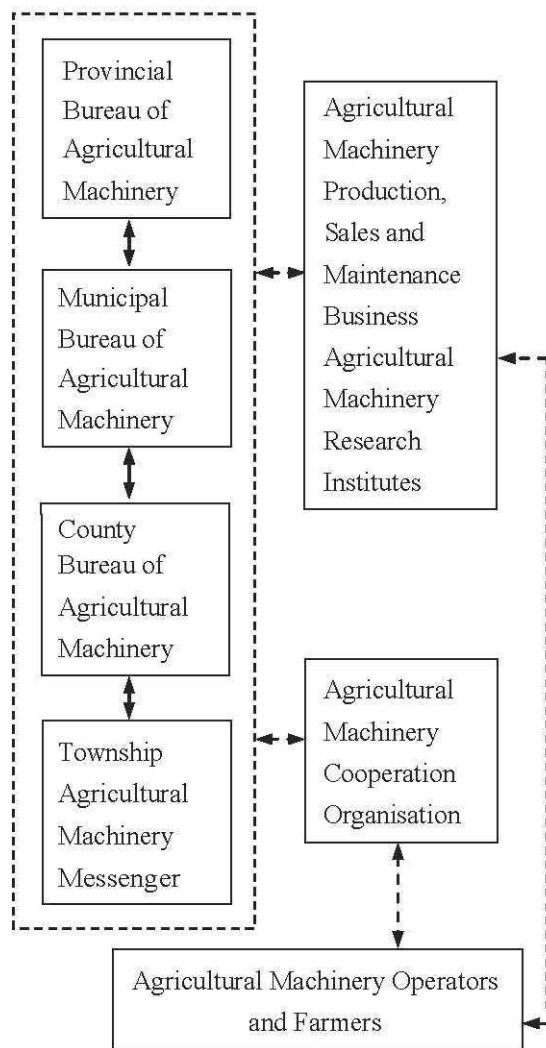 Provincial
Bureau of
Agricultural
Machinery
Municipal
Bureau of
Agricultural
Machinery
County
Bureau of
Agricultural
Machinery
Township
Agricultural
Machinery
Messenger
Agricultural
Machinery
Production,
Sales and
Maintenance
Business
Agricultural
Machinery
Research
Institutes
Agricultural
Machinery
Cooperation
Organisation
Agricultural Machinery Operators
and Farmers